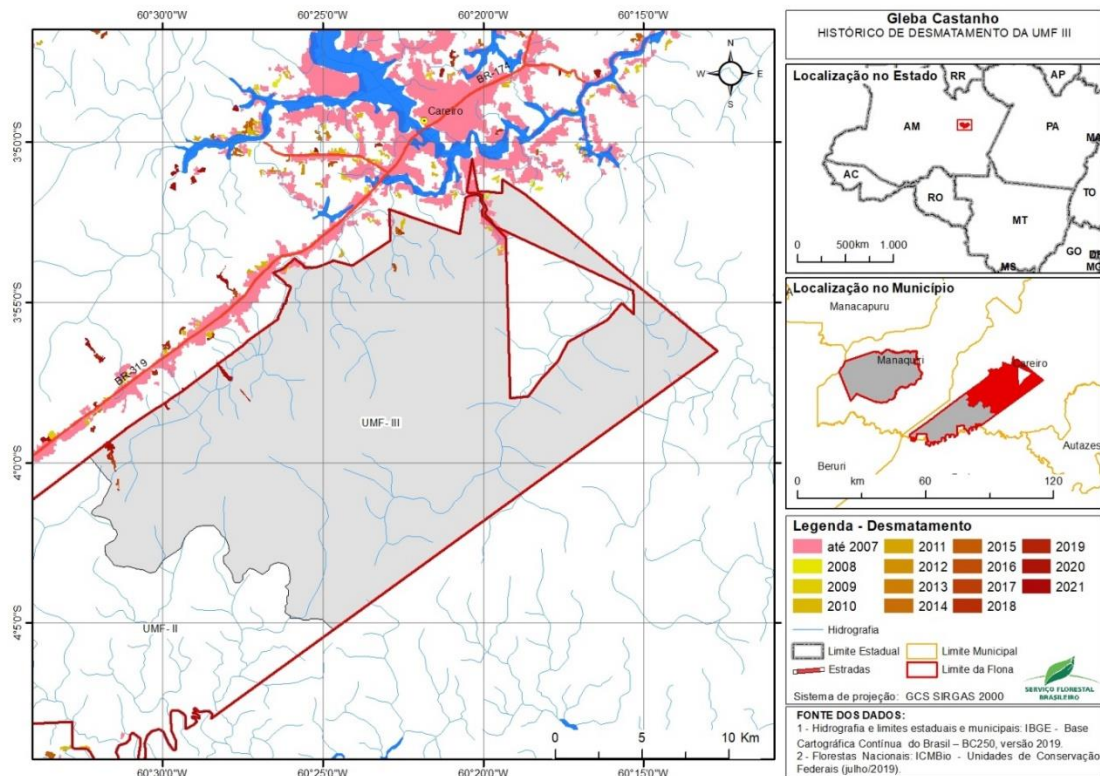 60°30'0"W
60°25'0"W
60°20'0"W
60°15'0"W
3°50'0"S
3°55'0"S
4°0'0"S
4°5'0"S
N
W
E
S
BR-174
Careiro
BR-319
UMF- III
UMF- II
0 5 10 Km
Gleba Castanho
HISTÓRICO DE DESMATAMENTO DA UMF III
Localização no Estado
RR
AP
AM
PA
MA
AC
RO
TO
MT
GO
DF
MS
MG
0 500km 1.000
Localização no Município
Manacapuru
Manaquiri
Careiro
Autazes
Beruri
0 km 60 120
Legenda - Desmatamento
até 2007
2008
2009
2010
2011
2012
2013
2014
2015
2016
2017
2018
2019
2020
2021
Hidrografia
Limite Estadual
Limite Municipal
Estradas
Limite da Flona
Sistema de projeção: GCS SIRGAS 2000
SERVIÇO FLORESTAL
BRASILEIRO
FONTE DOS DADOS:
1 - Hidrografia e limites estaduais e municipais: IBGE - Base
Cartográfica Contínua do Brasil – BC250, versão 2019.
2 - Florestas Nacionais: ICMBio - Unidades de Conservação
Federais (julho/2019).